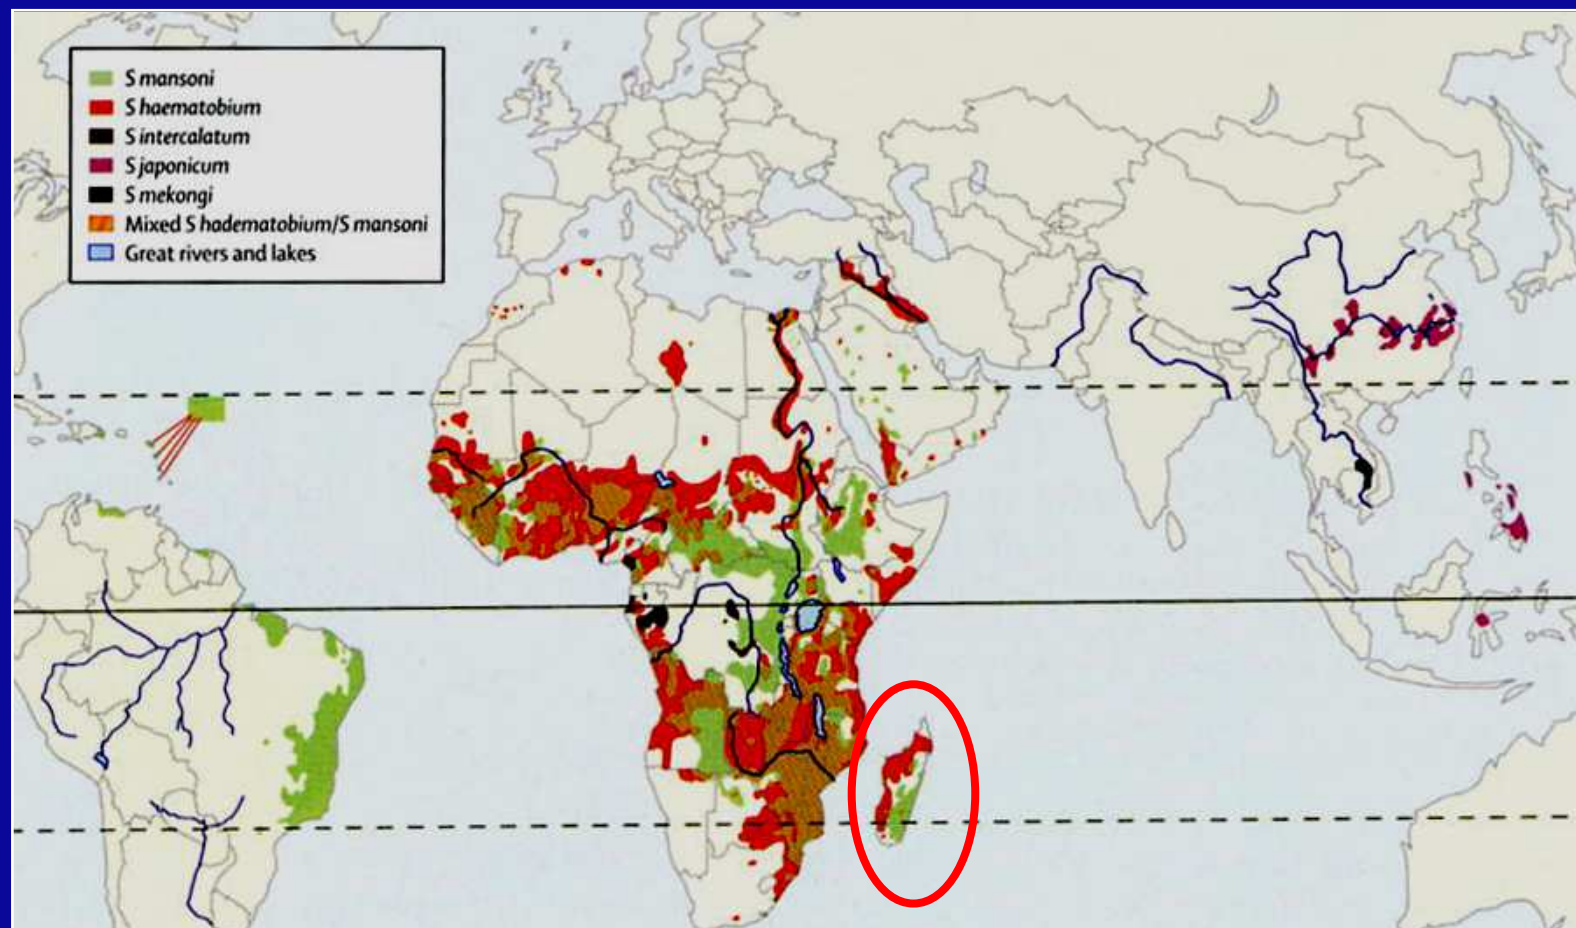 S mansoni
S haematobium
S intercalatum
S japonicum
S mekongi
Mixed S hadematobium/S mansoni
Great rivers and lakes